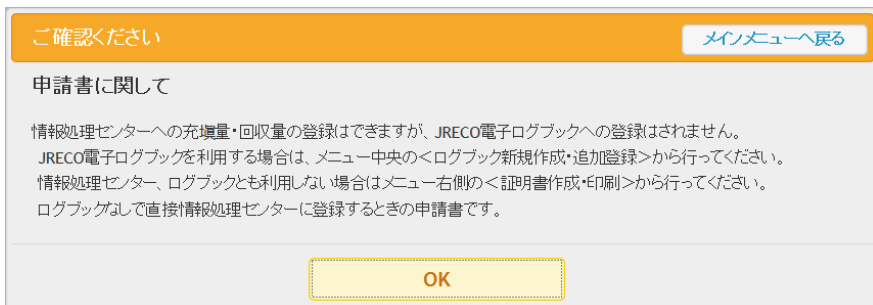 ご確認ください
メインメニューへ戻る
申請書に関して
情報処理センターへの充塡量・回収量の登録はできますが、JRECO電子ログブックへの登録はされません。
JRECO電子ログブックを利用する場合は、メニュー中央の<ログブック新規作成・追加登録>から行ってください。
情報処理センター、ログブックとも利用しない場合はメニュー右側の<証明書作成・印刷>から行ってください。
ログブックなしで直接情報処理センターに登録するときの申請書です。
OK